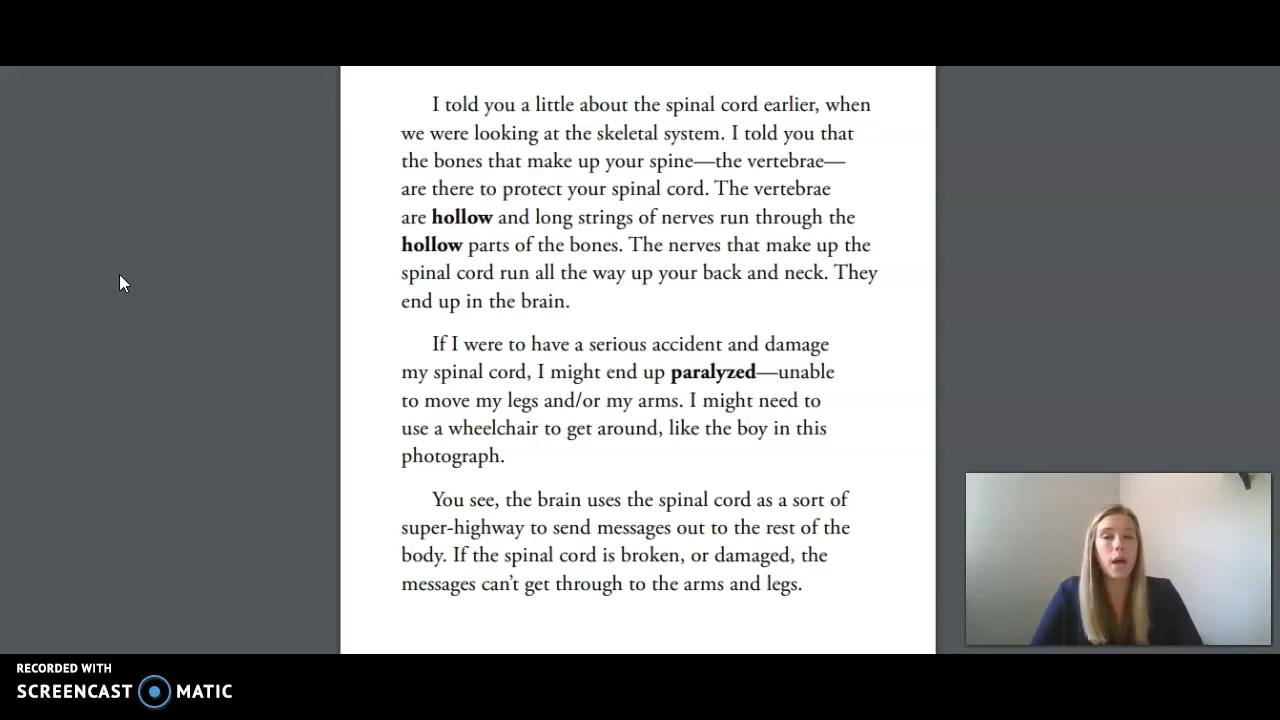 I told you a little about the spinal cord earlier, when
we were looking at the skeletal system. I told you that
the bones that make up your spine—the vertebrae—
are there to protect your spinal cord. The vertebrae
are hollow and long strings of nerves run through the
hollow parts of the bones. The nerves that make up the
spinal cord run all the way up your back and neck. They
end up in the brain.
If I were to have a serious accident and damage
my spinal cord, I might end up paralyzed—unable
to move my legs and/or my arms. I might need to
use a wheelchair to get around, like the boy in this
photograph.
You see, the brain uses the spinal cord as a sort of
super-highway to send messages out to the rest of the
body. If the spinal cord is broken, or damaged, the
messages can’t get through to the arms and legs.
RECORDED WITH
SCREENCAST MATIC